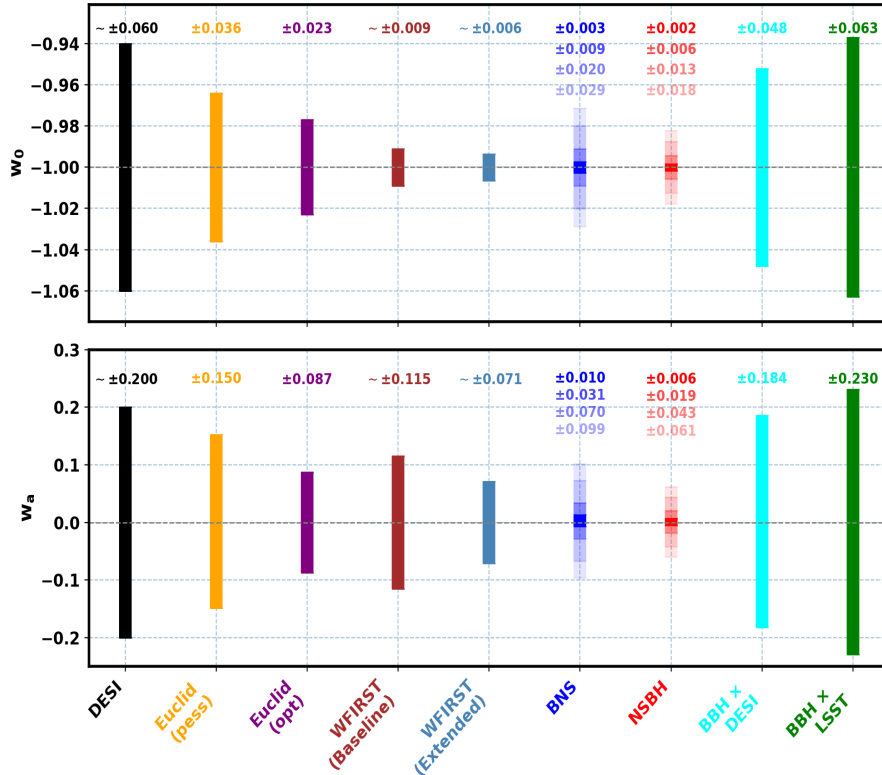 ~ ±0.060 ±0.036 ±0.023 ~ ±0.009 ~ ±0.006 ±0.003 ±0.002 ±0.048 ±0.063
±0.009 ±0.006
±0.020 ±0.013
±0.029 ±0.018
−0.94
−0.96
−0.98
−1.00
−1.02
−1.04
−1.06
w₀
0.3
~ ±0.200 ±0.150 ±0.087 ~ ±0.115 ~ ±0.071 ±0.010 ±0.006 ±0.184 ±0.230
±0.031 ±0.019
±0.070 ±0.043
±0.099 ±0.061
0.2
0.1
0.0
−0.1
−0.2
wₐ
DESI
Euclid
(pess)
Euclid
(opt)
WFIRST
(Baseline)
WFIRST
(Extended)
BNS
NSBH
BBH ×
DESI
BBH ×
LSST